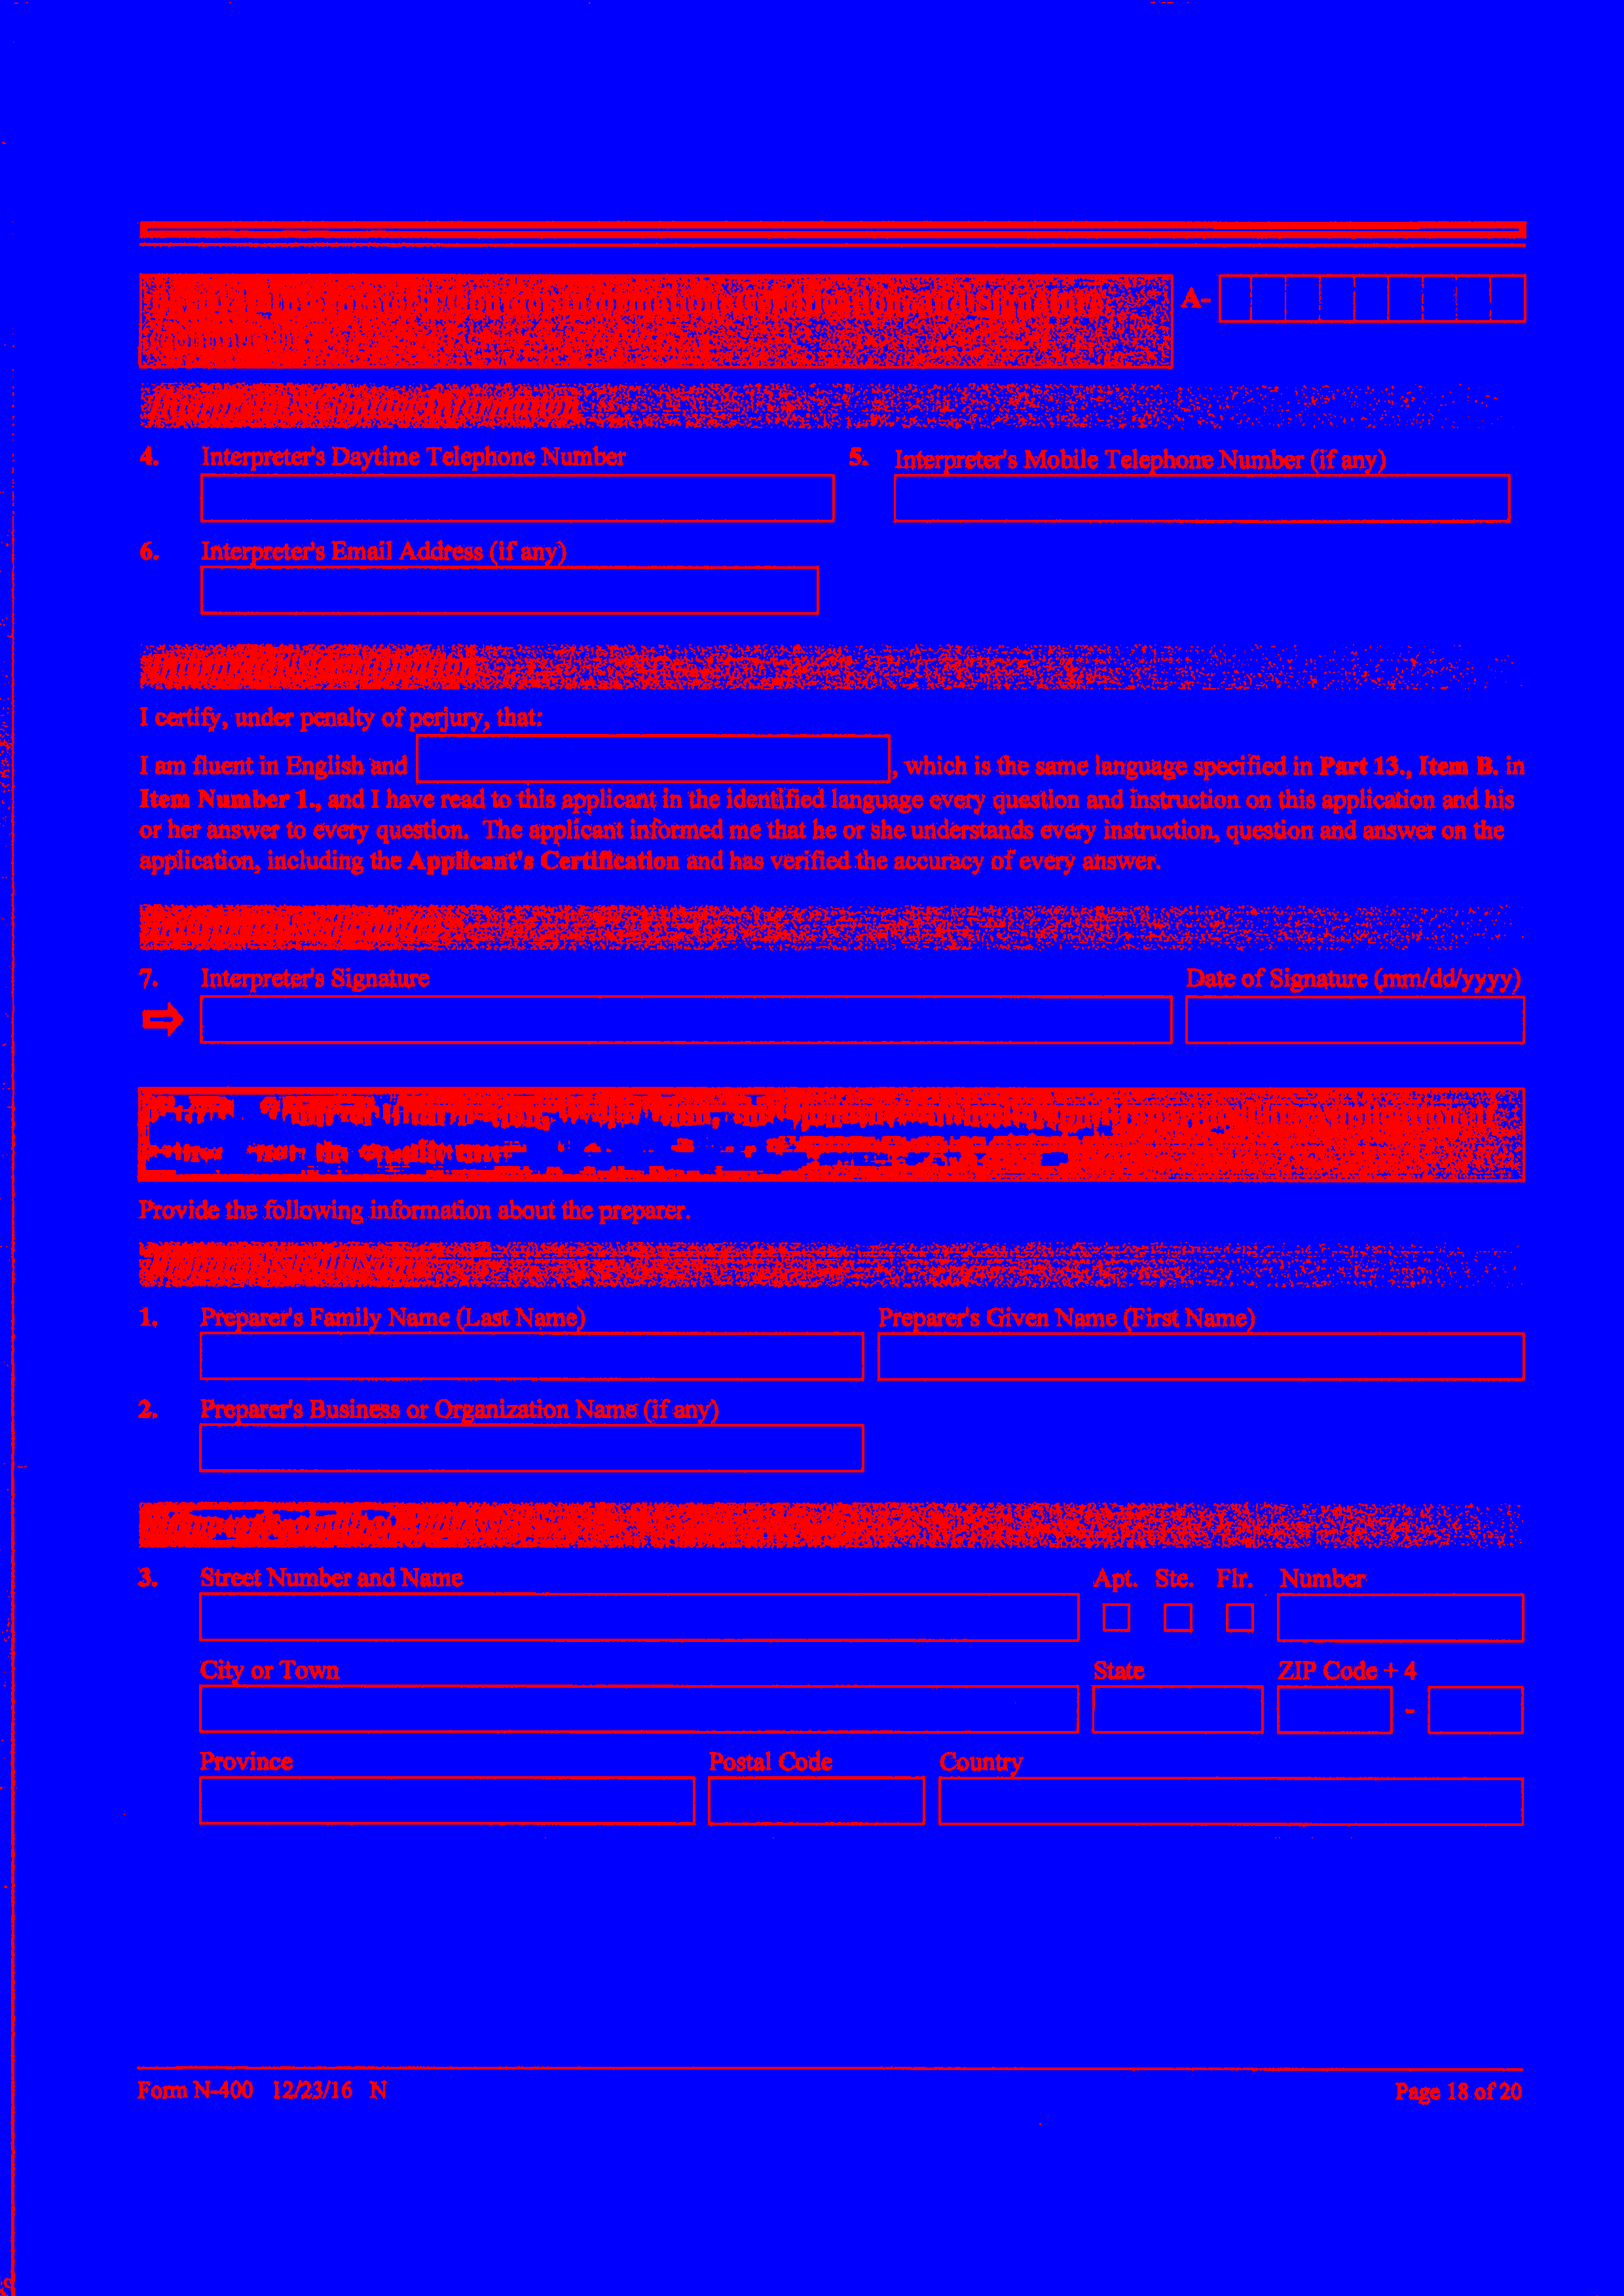 A-
4. Interpreter's Daytime Telephone Number 5. Interpreter's Mobile Telephone Number (if any)
6. Interpreter's Email Address (if any)
I certify, under penalty of perjury, that:
I am fluent in English and , which is the same language specified in Part 13., Item B. in
Item Number 1., and I have read to this applicant in the identified language every question and instruction on this application and his
or her answer to every question. The applicant informed me that he or she understands every instruction, question and answer on the
application, including the Applicant's Certification and has verified the accuracy of every answer.
7. Interpreter's Signature Date of Signature (mm/dd/yyyy)
Provide the following information about the preparer.
1. Preparer's Family Name (Last Name) Preparer's Given Name (First Name)
2. Preparer's Business or Organization Name (if any)
3. Street Number and Name Apt. Ste. Flr. Number
City or Town State ZIP Code + 4
-
Province Postal Code Country
Form N-400 12/23/16 N Page 18 of 20